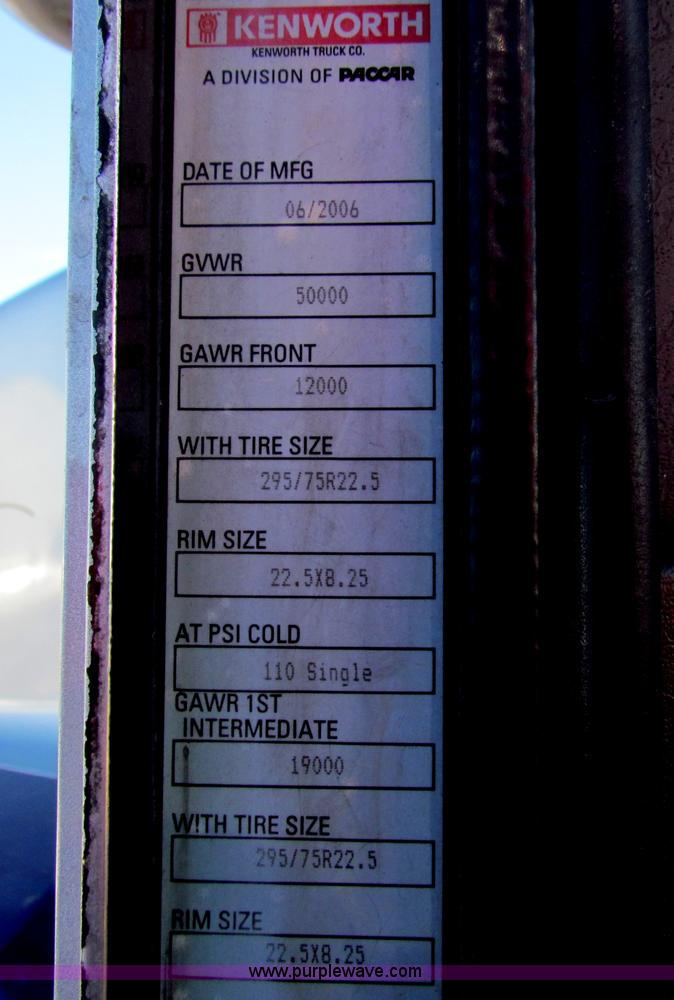 KENWORTH
KENWORTH TRUCK CO.
A DIVISION OF PACCAR
DATE OF MFG
06/2006
GVWR
50000
GAWR FRONT
12000
WITH TIRE SIZE
295/75R22.5
RIM SIZE
22.5X8.25
AT PSI COLD
110 Single
GAWR 1ST
INTERMEDIATE
19000
WITH TIRE SIZE
295/75R22.5
RIM SIZE
22.5X8.25
www.purplewave.com